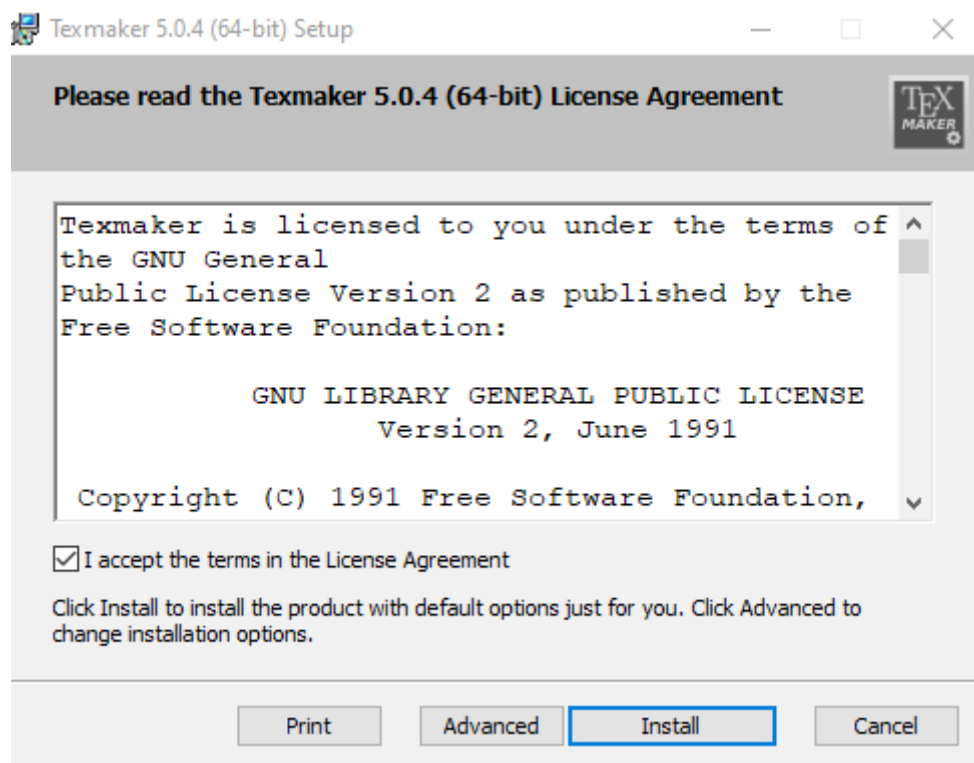 Texmaker 5.0.4 (64-bit) Setup
Please read the Texmaker 5.0.4 (64-bit) License Agreement
TEX
MAKER
Texmaker is licensed to you under the terms of
the GNU General
Public License Version 2 as published by the
Free Software Foundation:
GNU LIBRARY GENERAL PUBLIC LICENSE
Version 2, June 1991
Copyright (C) 1991 Free Software Foundation,
I accept the terms in the License Agreement
Click Install to install the product with default options just for you. Click Advanced to
change installation options.
Print Advanced Install Cancel